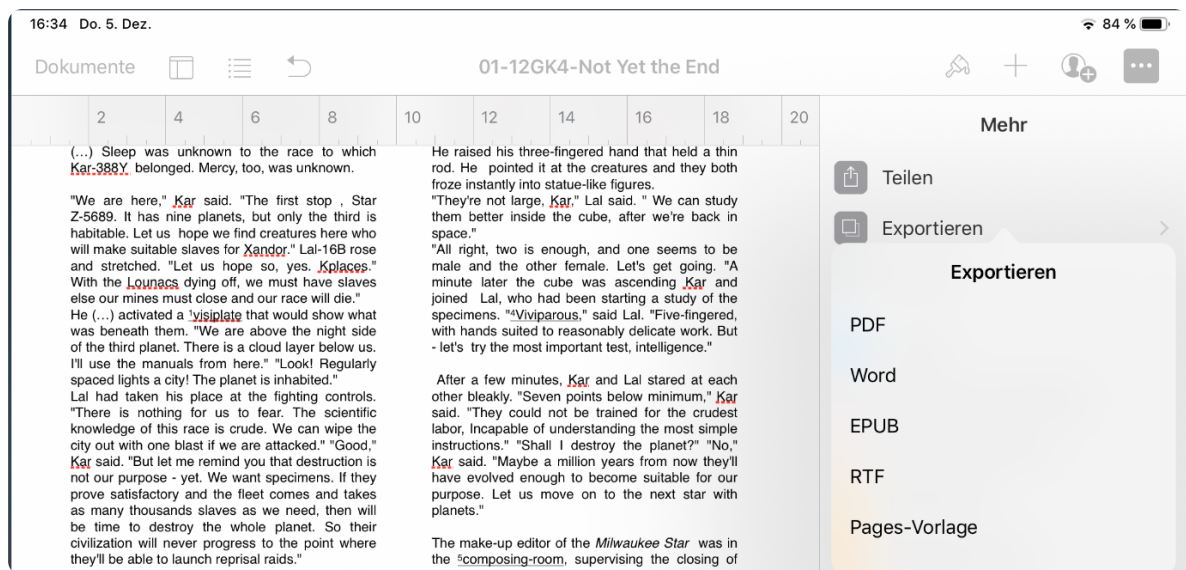 16:34 Do. 5. Dez.
84 %
Dokumente
01-12GK4-Not Yet the End
2 4 6 8 10 12 14 16 18 20
(...) Sleep was unknown to the race to which
Kar-388Y belonged. Mercy, too, was unknown.
"We are here," Kar said. "The first stop , Star
Z-5689. It has nine planets, but only the third is
habitable. Let us hope we find creatures here who
will make suitable slaves for Xandor." Lal-16B rose
and stretched. "Let us hope so, yes. Kplaces."
With the Lounacs dying off, we must have slaves
else our mines must close and our race will die."
He (...) activated a ¹visiplate that would show what
was beneath them. "We are above the night side
of the third planet. There is a cloud layer below us.
I'll use the manuals from here." "Look! Regularly
spaced lights a city! The planet is inhabited."
Lal had taken his place at the fighting controls.
"There is nothing for us to fear. The scientific
knowledge of this race is crude. We can wipe the
city out with one blast if we are attacked." "Good,"
Kar said. "But let me remind you that destruction is
not our purpose - yet. We want specimens. If they
prove satisfactory and the fleet comes and takes
as many thousands slaves as we need, then will
be time to destroy the whole planet. So their
civilization will never progress to the point where
they'll be able to launch reprisal raids."
He raised his three-fingered hand that held a thin
rod. He pointed it at the creatures and they both
froze instantly into statue-like figures.
"They're not large, Kar," Lal said. " We can study
them better inside the cube, after we're back in
space."
"All right, two is enough, and one seems to be
male and the other female. Let's get going. "A
minute later the cube was ascending Kar and
joined Lal, who had been starting a study of the
specimens. "⁴Viviparous," said Lal. "Five-fingered,
with hands suited to reasonably delicate work. But
- let's try the most important test, intelligence."
After a few minutes, Kar and Lal stared at each
other bleakly. "Seven points below minimum," Kar
said. "They could not be trained for the crudest
labor, Incapable of understanding the most simple
instructions." "Shall I destroy the planet?" "No,"
Kar said. "Maybe a million years from now they'll
have evolved enough to become suitable for our
purpose. Let us move on to the next star with
planets."
The make-up editor of the Milwaukee Star was in
the ⁵composing-room, supervising the closing of
Mehr
Teilen
Exportieren
Exportieren
PDF
Word
EPUB
RTF
Pages-Vorlage